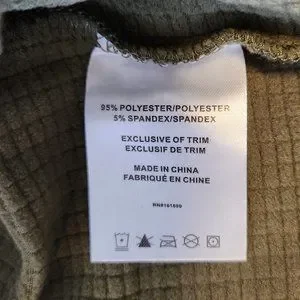 95% POLYESTER/POLYESTER
5% SPANDEX/SPANDEX
EXCLUSIVE OF TRIM
EXCLUSIF DE TRIM
MADE IN CHINA
FABRIQUÉ EN CHINE